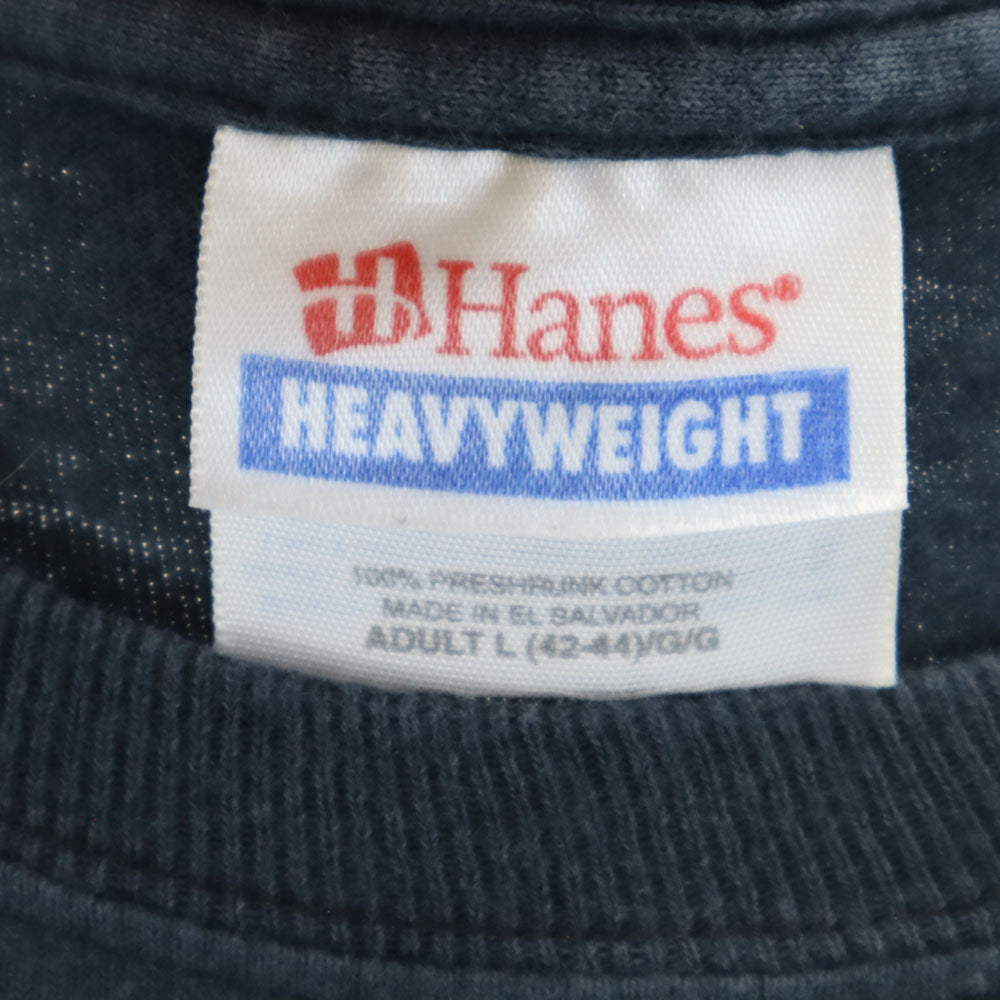 H Hanes®
HEAVYWEIGHT
100% PRESHRUNK COTTON
MADE IN EL SALVADOR
ADULT L (42-44)/G/G